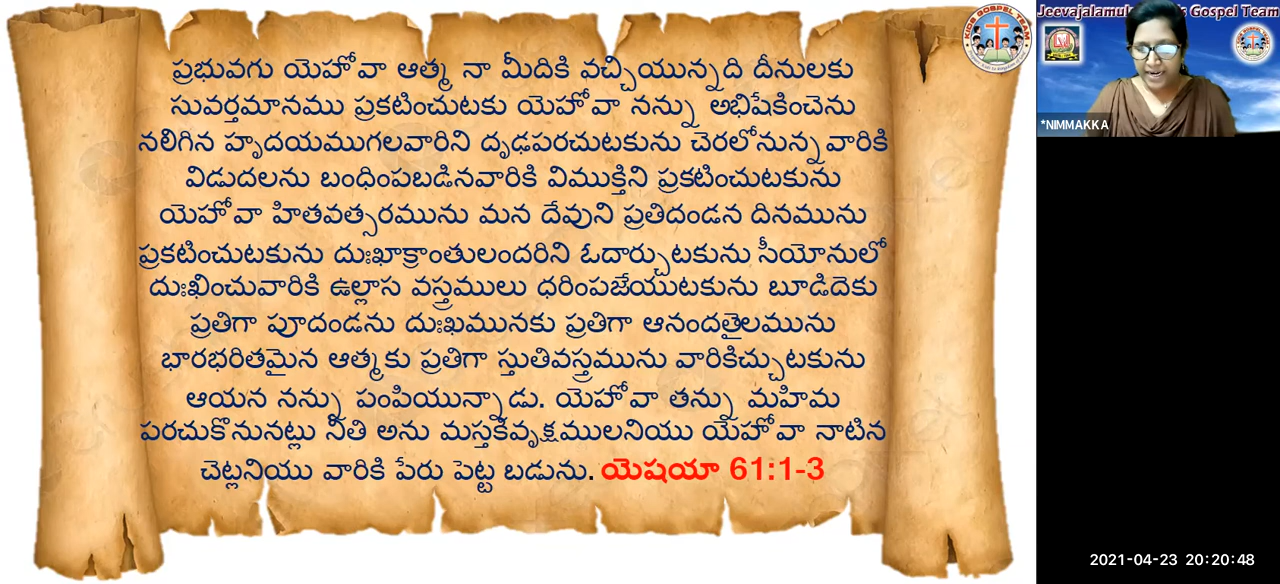 ప్రభువగు యెహోవా ఆత్మ నా మీదికి వచ్చియున్నది దీనులకు
సువర్తమానము ప్రకటించుటకు యెహోవా నన్ను అభిషేకించెను
నలిగిన హృదయముగలవారిని దృఢపరచుటకును చెరలోనున్నవారికి
విడుదలను బంధింపబడినవారికి విముక్తిని ప్రకటించుటకును
యెహోవా హితవత్సరమును మన దేవుని ప్రతిదండన దినమును
ప్రకటించుటకును దుఃఖాక్రాంతులందరిని ఓదార్చుటకును సీయోనులో
దుఃఖించువారికి ఉల్లాస వస్త్రములు ధరింపజేయుటకును బూడిదెకు
ప్రతిగా పూదండను దుఃఖమునకు ప్రతిగా ఆనందతైలమును
భారభరితమైన ఆత్మకు ప్రతిగా స్తుతివస్త్రమును వారికిచ్చుటకును
ఆయన నన్ను పంపియున్నాడు. యెహోవా తన్ను మహిమ
పరచుకొనునట్లు నీతి అను మస్తకివృక్షములనియు యెహోవా నాటిన
చెట్లనియు వారికి పేరు పెట్ట బడును. యెషయా 61:1-3
KIDS GOSPEL TEAM
Gospel Team
*NIMMAKKA
2021-04-23 20:20:48